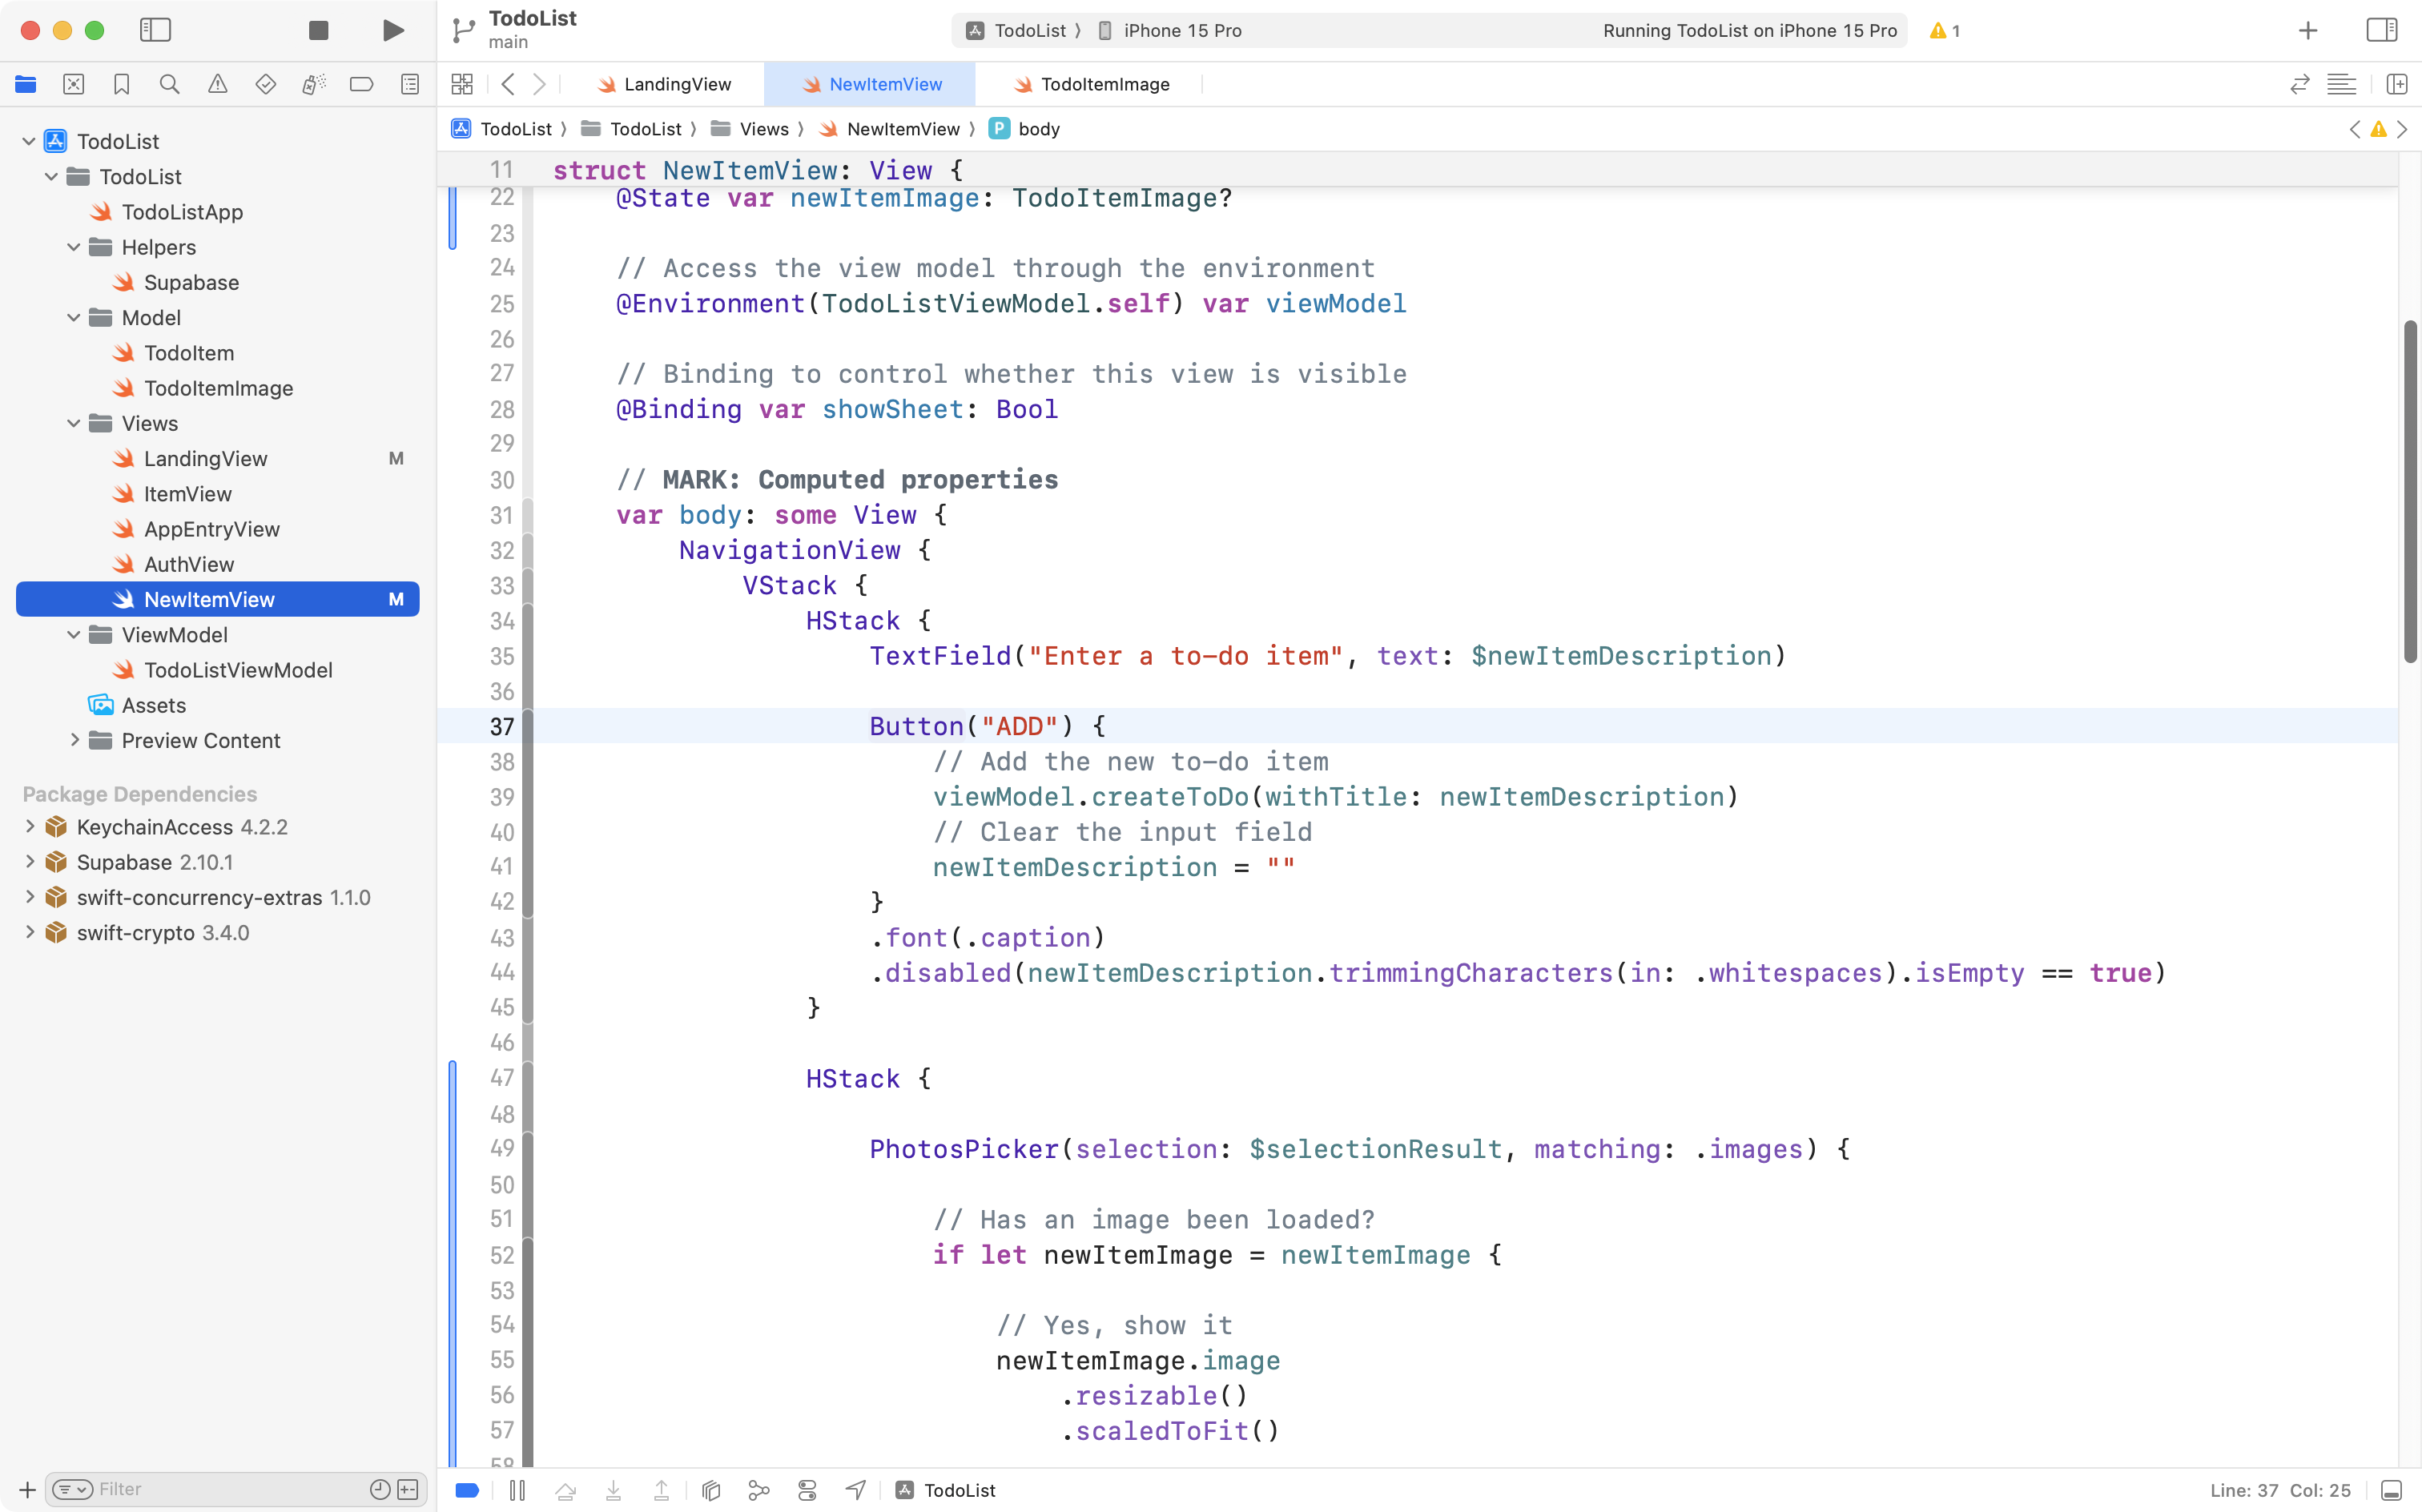 TodoList
main
TodoList ⟩ iPhone 15 Pro
Running TodoList on iPhone 15 Pro
1
LandingView
NewItemView
TodoItemImage
TodoList ⟩ TodoList ⟩ Views ⟩ NewItemView ⟩ P body
TodoList
TodoList
TodoListApp
Helpers
Supabase
Model
TodoItem
TodoItemImage
Views
LandingView M
ItemView
AppEntryView
AuthView
NewItemView M
ViewModel
TodoListViewModel
Assets
Preview Content
Package Dependencies
KeychainAccess 4.2.2
Supabase 2.10.1
swift-concurrency-extras 1.1.0
swift-crypto 3.4.0
Filter
11 struct NewItemView: View {
22 @State var newItemImage: TodoItemImage?
23
24 // Access the view model through the environment
25 @Environment(TodoListViewModel.self) var viewModel
26
27 // Binding to control whether this view is visible
28 @Binding var showSheet: Bool
29
30 // MARK: Computed properties
31 var body: some View {
32 NavigationView {
33 VStack {
34 HStack {
35 TextField("Enter a to-do item", text: $newItemDescription)
36
37 Button("ADD") {
38 // Add the new to-do item
39 viewModel.createToDo(withTitle: newItemDescription)
40 // Clear the input field
41 newItemDescription = ""
42 }
43 .font(.caption)
44 .disabled(newItemDescription.trimmingCharacters(in: .whitespaces).isEmpty == true)
45 }
46
47 HStack {
48
49 PhotosPicker(selection: $selectionResult, matching: .images) {
50
51 // Has an image been loaded?
52 if let newItemImage = newItemImage {
53
54 // Yes, show it
55 newItemImage.image
56 .resizable()
57 .scaledToFit()
58
TodoList
Line: 37 Col: 25